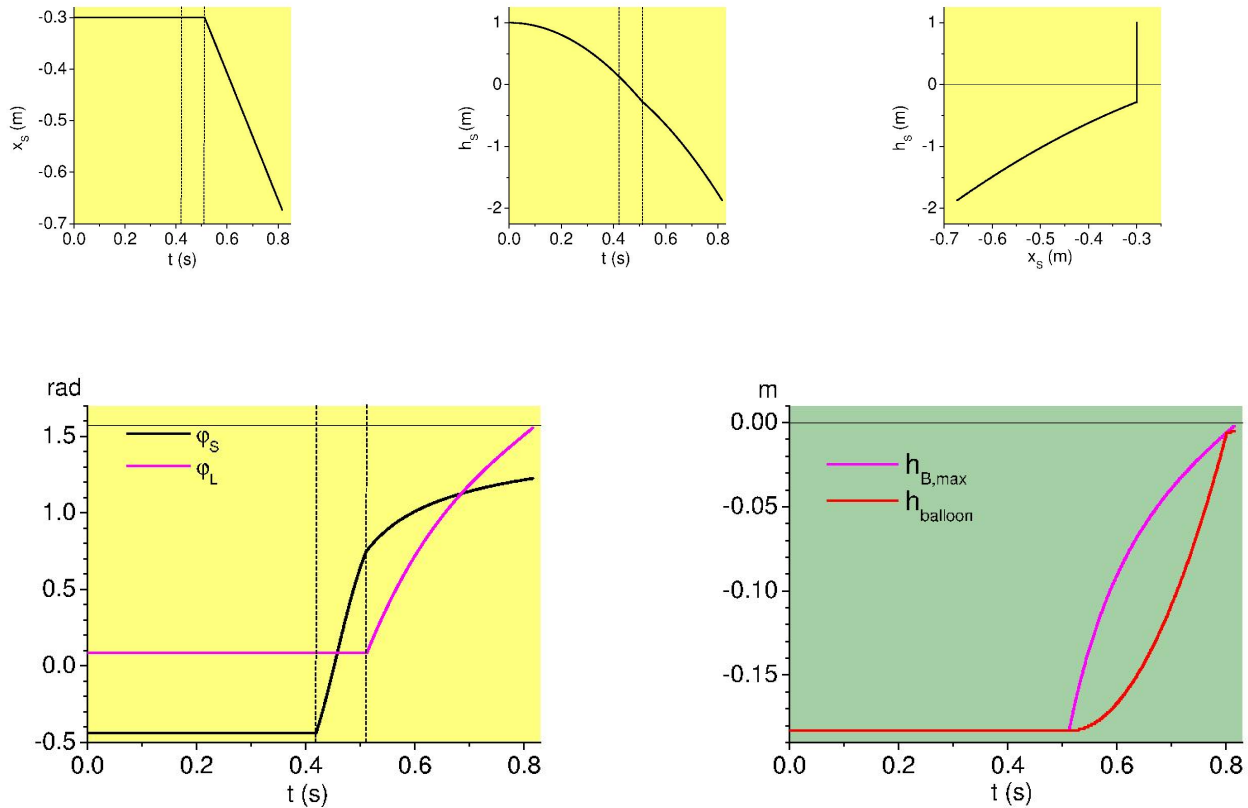 -0.3
-0.4
-0.5
-0.6
-0.7
x_S (m)
0.0 0.2 0.4 0.6 0.8
t (s)
1
0
-1
-2
h_S (m)
0.0 0.2 0.4 0.6 0.8
t (s)
1
0
-1
-2
h_S (m)
-0.7 -0.6 -0.5 -0.4 -0.3
x_S (m)
rad
1.5
1.0
0.5
0.0
-0.5
φ_S
φ_L
0.0 0.2 0.4 0.6 0.8
t (s)
m
0.00
-0.05
-0.10
-0.15
h_B,max
h_balloon
0.0 0.2 0.4 0.6 0.8
t (s)